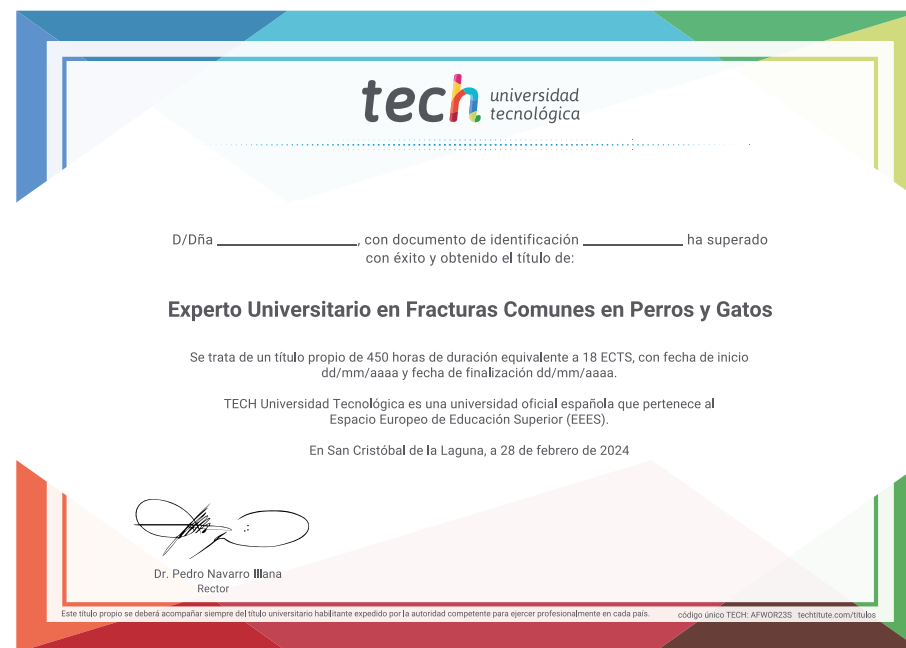 tech universidad
tecnológica
D/Dña ________________, con documento de identificación ____________ ha superado
con éxito y obtenido el título de:
Experto Universitario en Fracturas Comunes en Perros y Gatos
Se trata de un título propio de 450 horas de duración equivalente a 18 ECTS, con fecha de inicio
dd/mm/aaaa y fecha de finalización dd/mm/aaaa.
TECH Universidad Tecnológica es una universidad oficial española que pertenece al
Espacio Europeo de Educación Superior (EEES).
En San Cristóbal de la Laguna, a 28 de febrero de 2024
Dr. Pedro Navarro Illana
Rector
Este título propio se deberá acompañar siempre del título universitario habilitante expedido por la autoridad competente para ejercer profesionalmente en cada país.
código único TECH: AFWOR23S techtitute.com/titulos